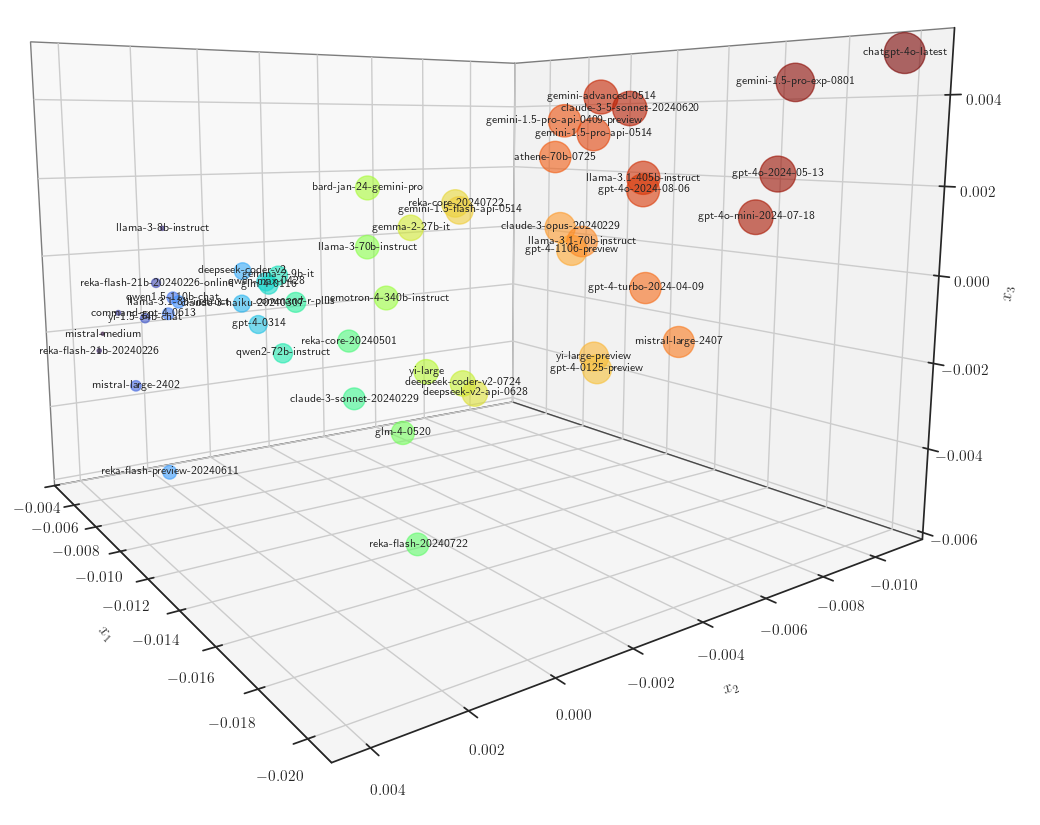 chatgpt-4o-latest
gemini-1.5-pro-exp-0801
gemini-advanced-0514
claude-3-5-sonnet-20240620
gemini-1.5-pro-api-0409-preview
gemini-1.5-pro-api-0514
athene-70b-0725
gpt-4o-2024-05-13
llama-3.1-405b-instruct
gpt-4o-2024-08-06
bard-jan-24-gemini-pro
reka-core-20240722
gemini-1.5-flash-api-0514
gpt-4o-mini-2024-07-18
gemma-2-27b-it
claude-3-opus-20240229
llama-3-8b-instruct
llama-3.1-70b-instruct
llama-3-70b-instruct
gpt-4-1106-preview
deepseek-coder-v2
gemma-2-9b-it
reka-flash-21b-20240226-online
glm-4-0116
gpt-4-turbo-2024-04-09
qwen1.5-110b-chat
nemotron-4-340b-instruct
claude-3-haiku-20240307
command-r-plus
gpt-4-0613
yi-1.5-34b-chat
gpt-4-0314
mistral-medium
reka-core-20240501
mistral-large-2407
reka-flash-21b-20240226
qwen2-72b-instruct
yi-large-preview
gpt-4-0125-preview
yi-large
mistral-large-2402
deepseek-coder-v2-0724
deepseek-v2-api-0628
claude-3-sonnet-20240229
glm-4-0520
reka-flash-preview-20240611
reka-flash-20240722
0.004
0.002
0.000
−0.002
−0.004
−0.006
x3
−0.004
−0.006
−0.008
−0.010
−0.012
−0.014
−0.016
−0.018
−0.020
x1
−0.010
−0.008
−0.006
−0.004
−0.002
0.000
0.002
0.004
x2